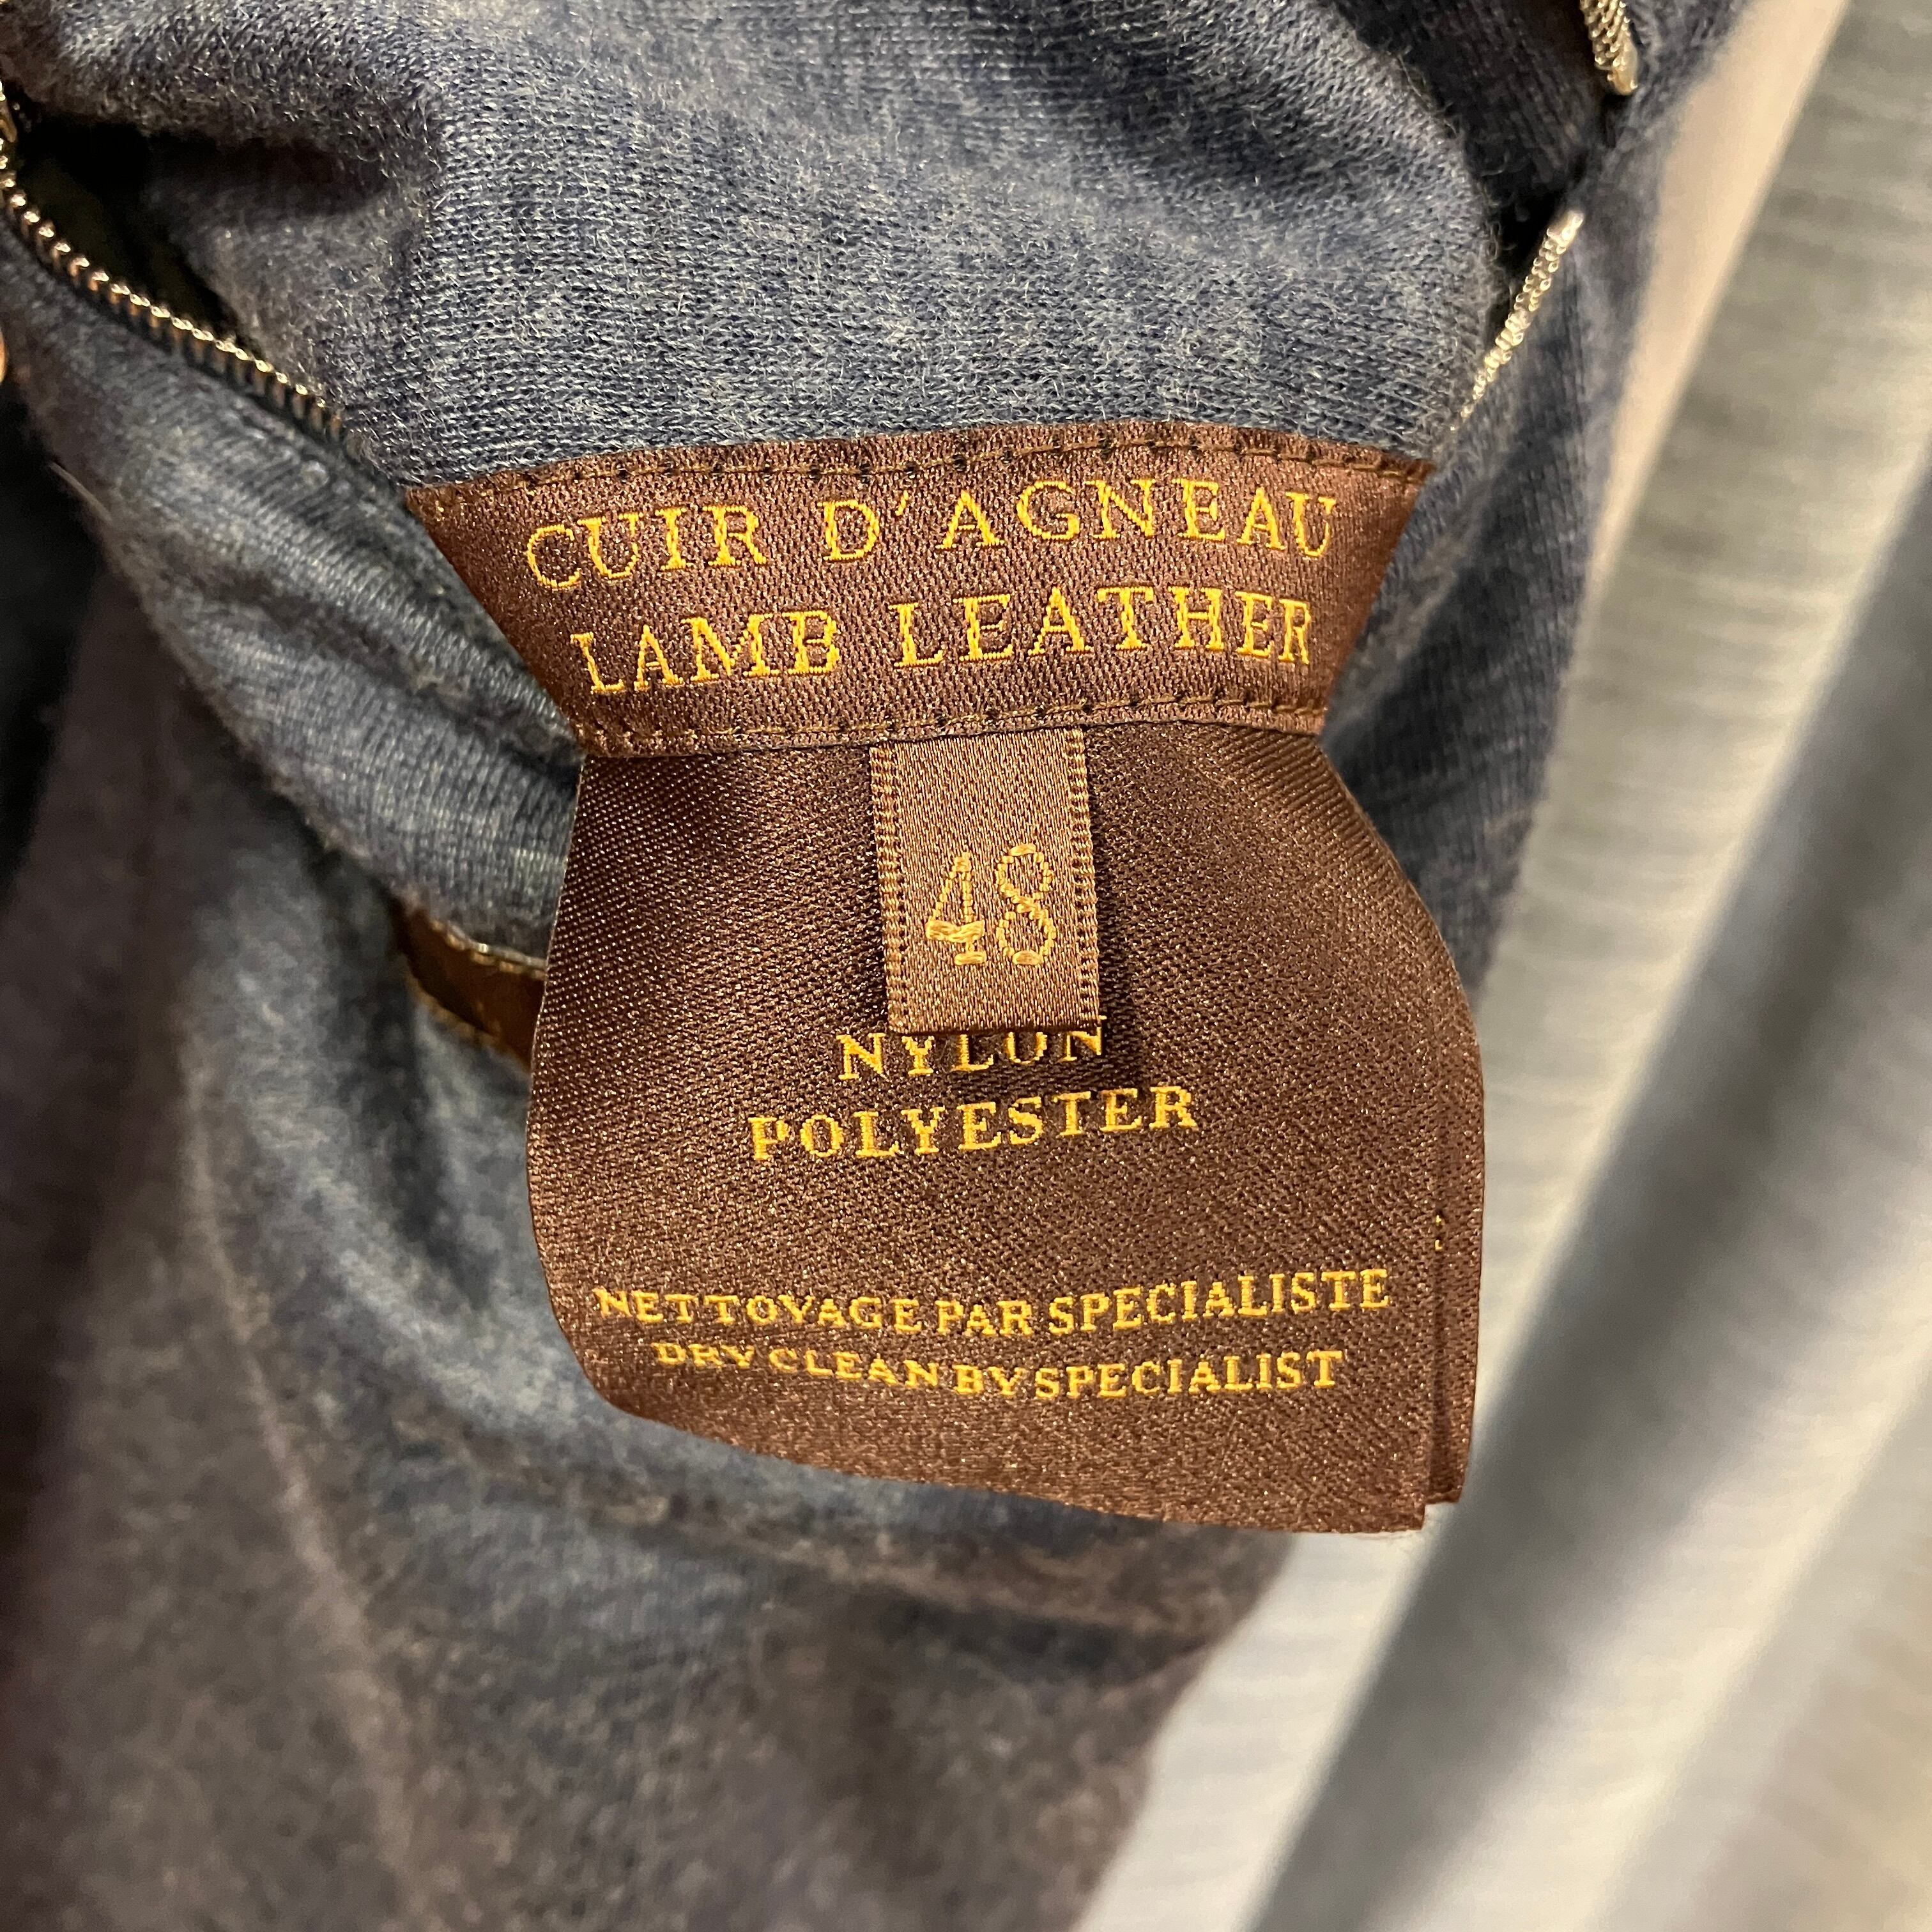 CUIR D'AGNEAU
LAMB LEATHER
48
NYLON
POLYESTER
NETTOYAGE PAR SPECIALISTE
DRY CLEAN BY SPECIALIST